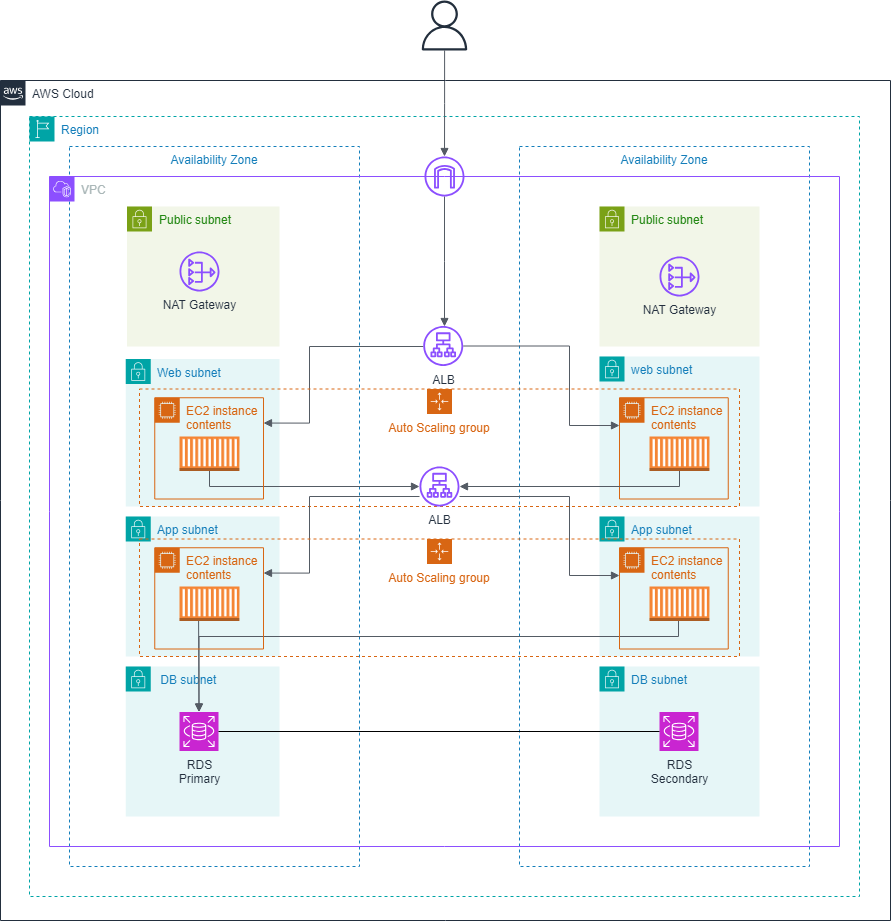 aws
AWS Cloud
Region
Availability Zone
Availability Zone
VPC
Public subnet
Public subnet
NAT Gateway
NAT Gateway
ALB
Web subnet
web subnet
EC2 instance
contents
EC2 instance
contents
Auto Scaling group
ALB
App subnet
App subnet
EC2 instance
contents
EC2 instance
contents
Auto Scaling group
DB subnet
DB subnet
RDS
Primary
RDS
Secondary